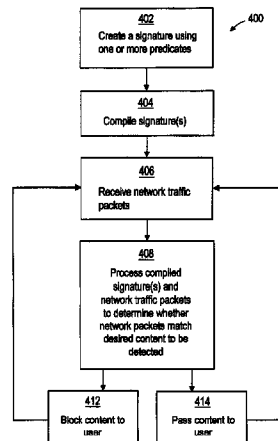 402
Create a signature using
one or more predicates
400
404
Compile signature(s)
406
Receive network traffic
packets
408
Process compiled
signature(s) and
network traffic packets
to determine whether
network packets match
desired content to be
detected
412
Block content to
user
414
Pass content to
user